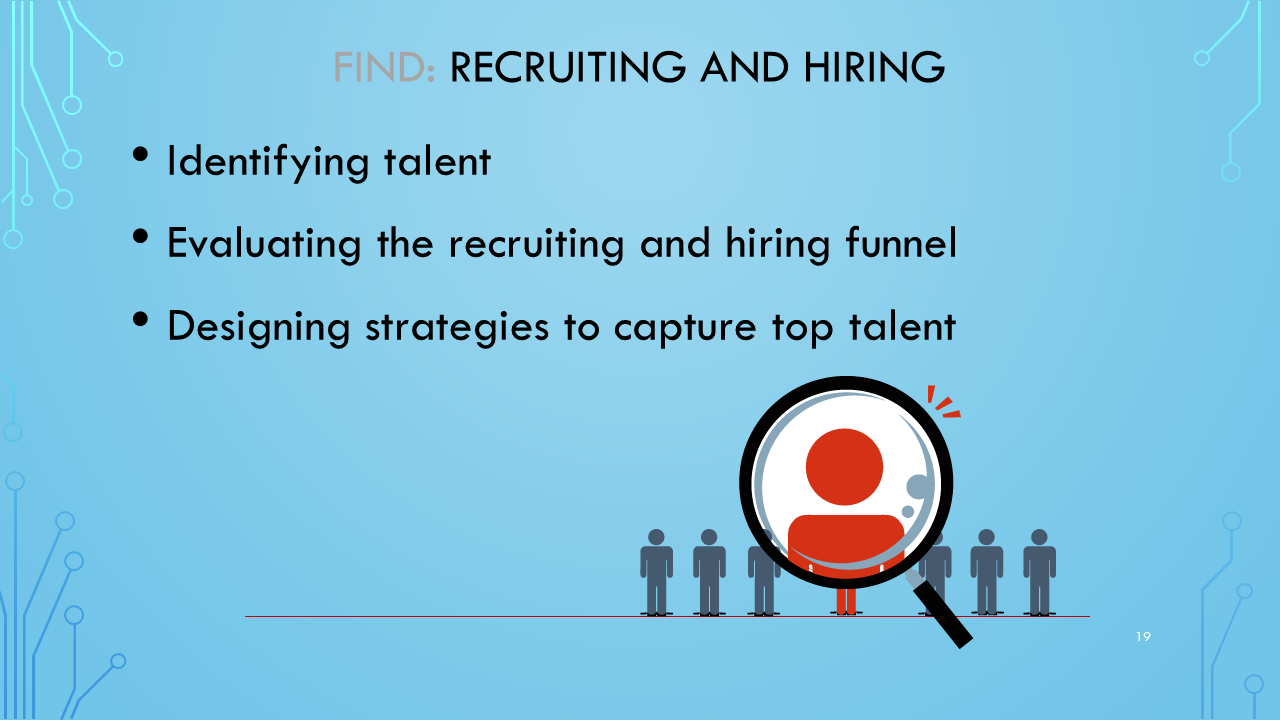 FIND: RECRUITING AND HIRING
• Identifying talent
• Evaluating the recruiting and hiring funnel
• Designing strategies to capture top talent
19